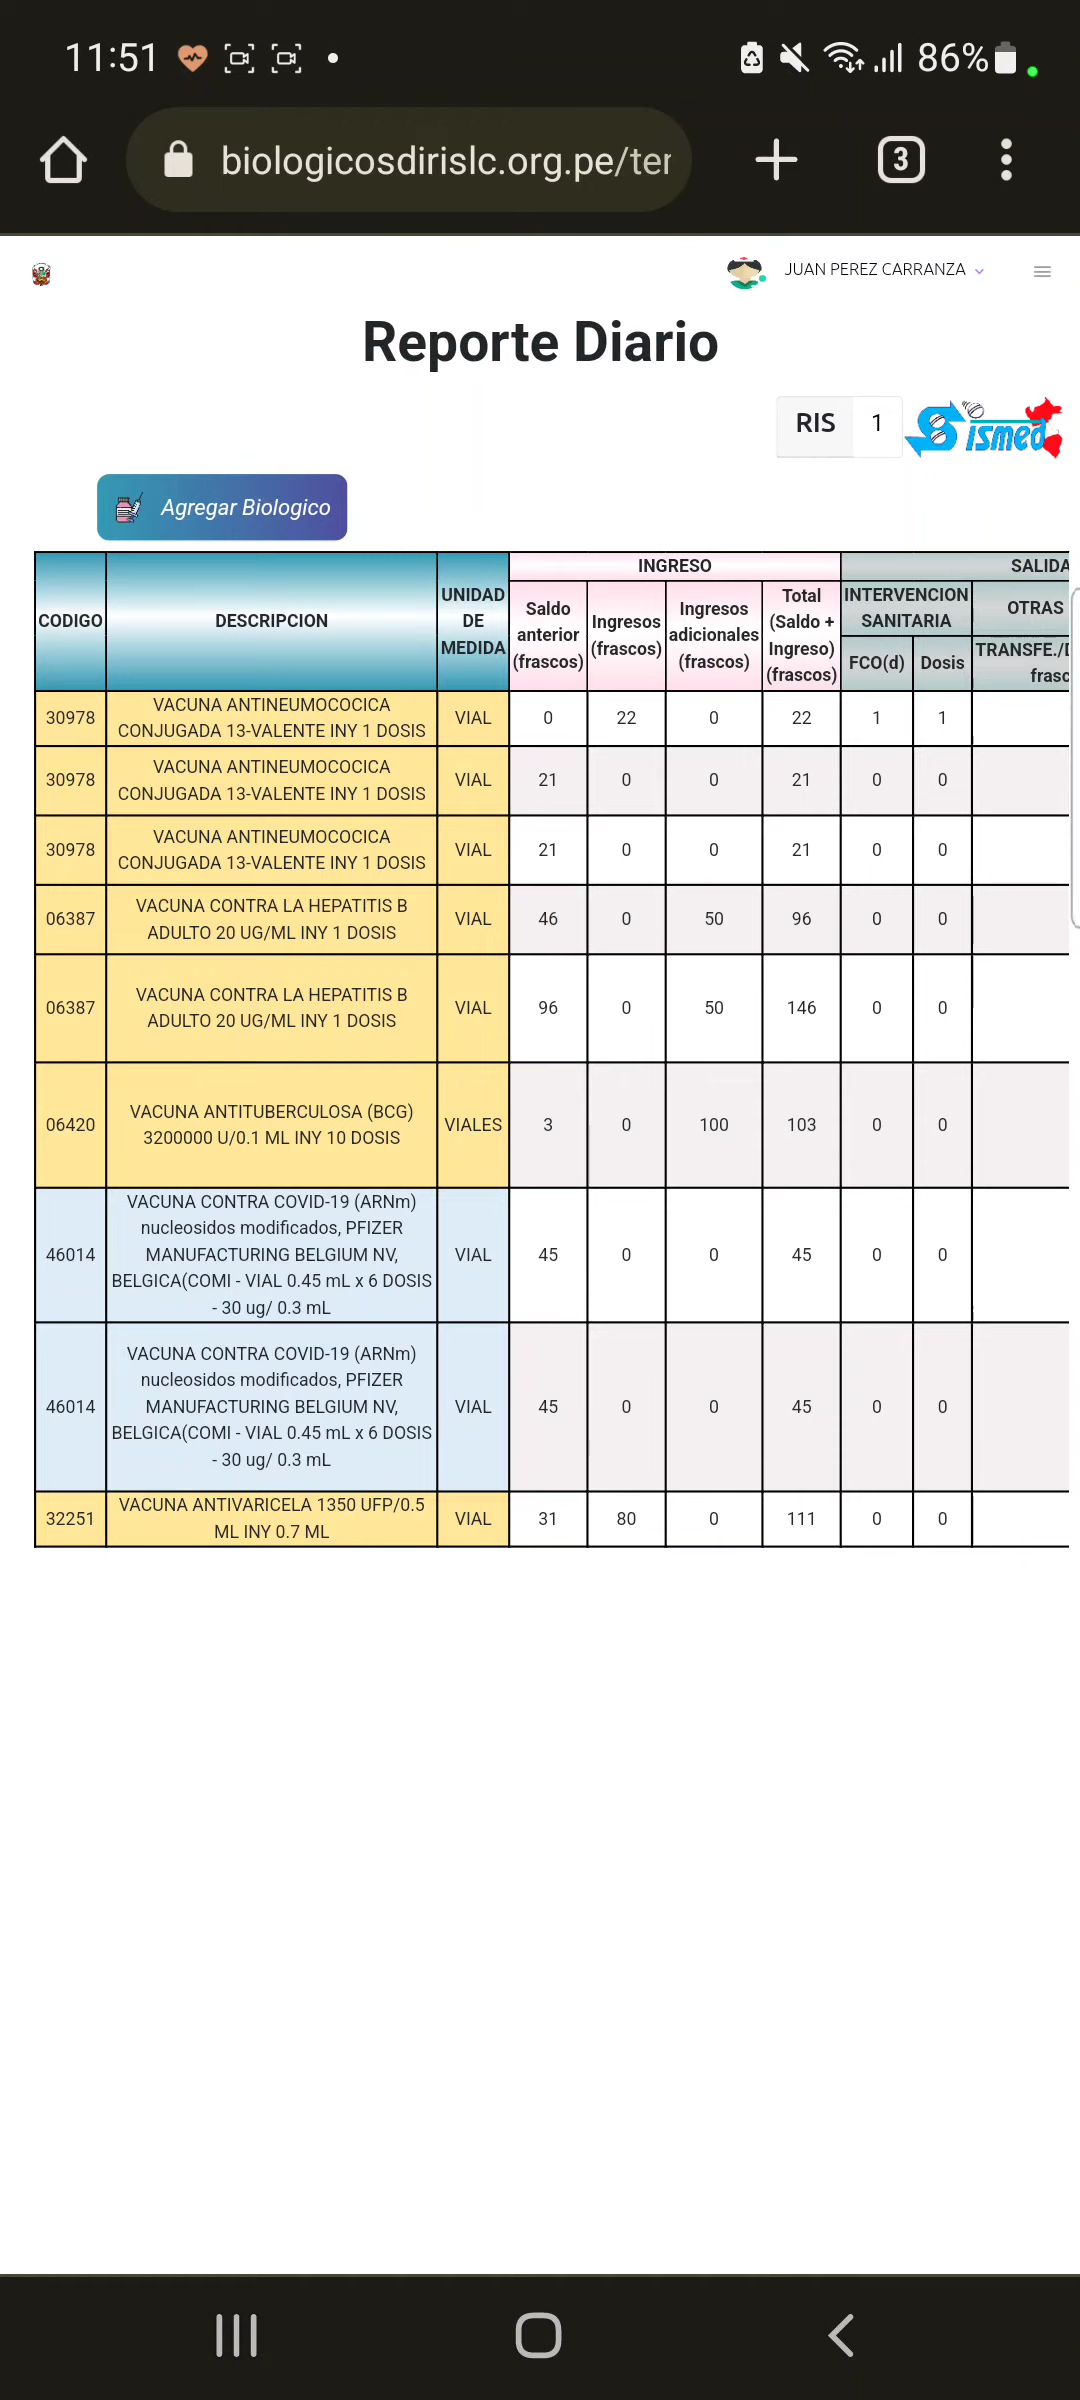 11:51
86%
biologicosdirislc.org.pe/ter
3
JUAN PEREZ CARRANZA
Reporte Diario
RIS 1
Sismed
Agregar Biologico
INGRESO SALIDA
CODIGO DESCRIPCION UNIDAD DE MEDIDA Saldo anterior (frascos) Ingresos (frascos) Ingresos adicionales (frascos) Total (Saldo + Ingreso) (frascos) INTERVENCION SANITARIA OTRAS
FCO(d) Dosis TRANSFE./D frasc
30978 VACUNA ANTINEUMOCOCICA CONJUGADA 13-VALENTE INY 1 DOSIS VIAL 0 22 0 22 1 1
30978 VACUNA ANTINEUMOCOCICA CONJUGADA 13-VALENTE INY 1 DOSIS VIAL 21 0 0 21 0 0
30978 VACUNA ANTINEUMOCOCICA CONJUGADA 13-VALENTE INY 1 DOSIS VIAL 21 0 0 21 0 0
06387 VACUNA CONTRA LA HEPATITIS B ADULTO 20 UG/ML INY 1 DOSIS VIAL 46 0 50 96 0 0
06387 VACUNA CONTRA LA HEPATITIS B ADULTO 20 UG/ML INY 1 DOSIS VIAL 96 0 50 146 0 0
06420 VACUNA ANTITUBERCULOSA (BCG) 3200000 U/0.1 ML INY 10 DOSIS VIALES 3 0 100 103 0 0
46014 VACUNA CONTRA COVID-19 (ARNm) nucleosidos modificados, PFIZER MANUFACTURING BELGIUM NV, BELGICA(COMI - VIAL 0.45 mL x 6 DOSIS - 30 ug/ 0.3 mL VIAL 45 0 0 45 0 0
46014 VACUNA CONTRA COVID-19 (ARNm) nucleosidos modificados, PFIZER MANUFACTURING BELGIUM NV, BELGICA(COMI - VIAL 0.45 mL x 6 DOSIS - 30 ug/ 0.3 mL VIAL 45 0 0 45 0 0
32251 VACUNA ANTIVARICELA 1350 UFP/0.5 ML INY 0.7 ML VIAL 31 80 0 111 0 0